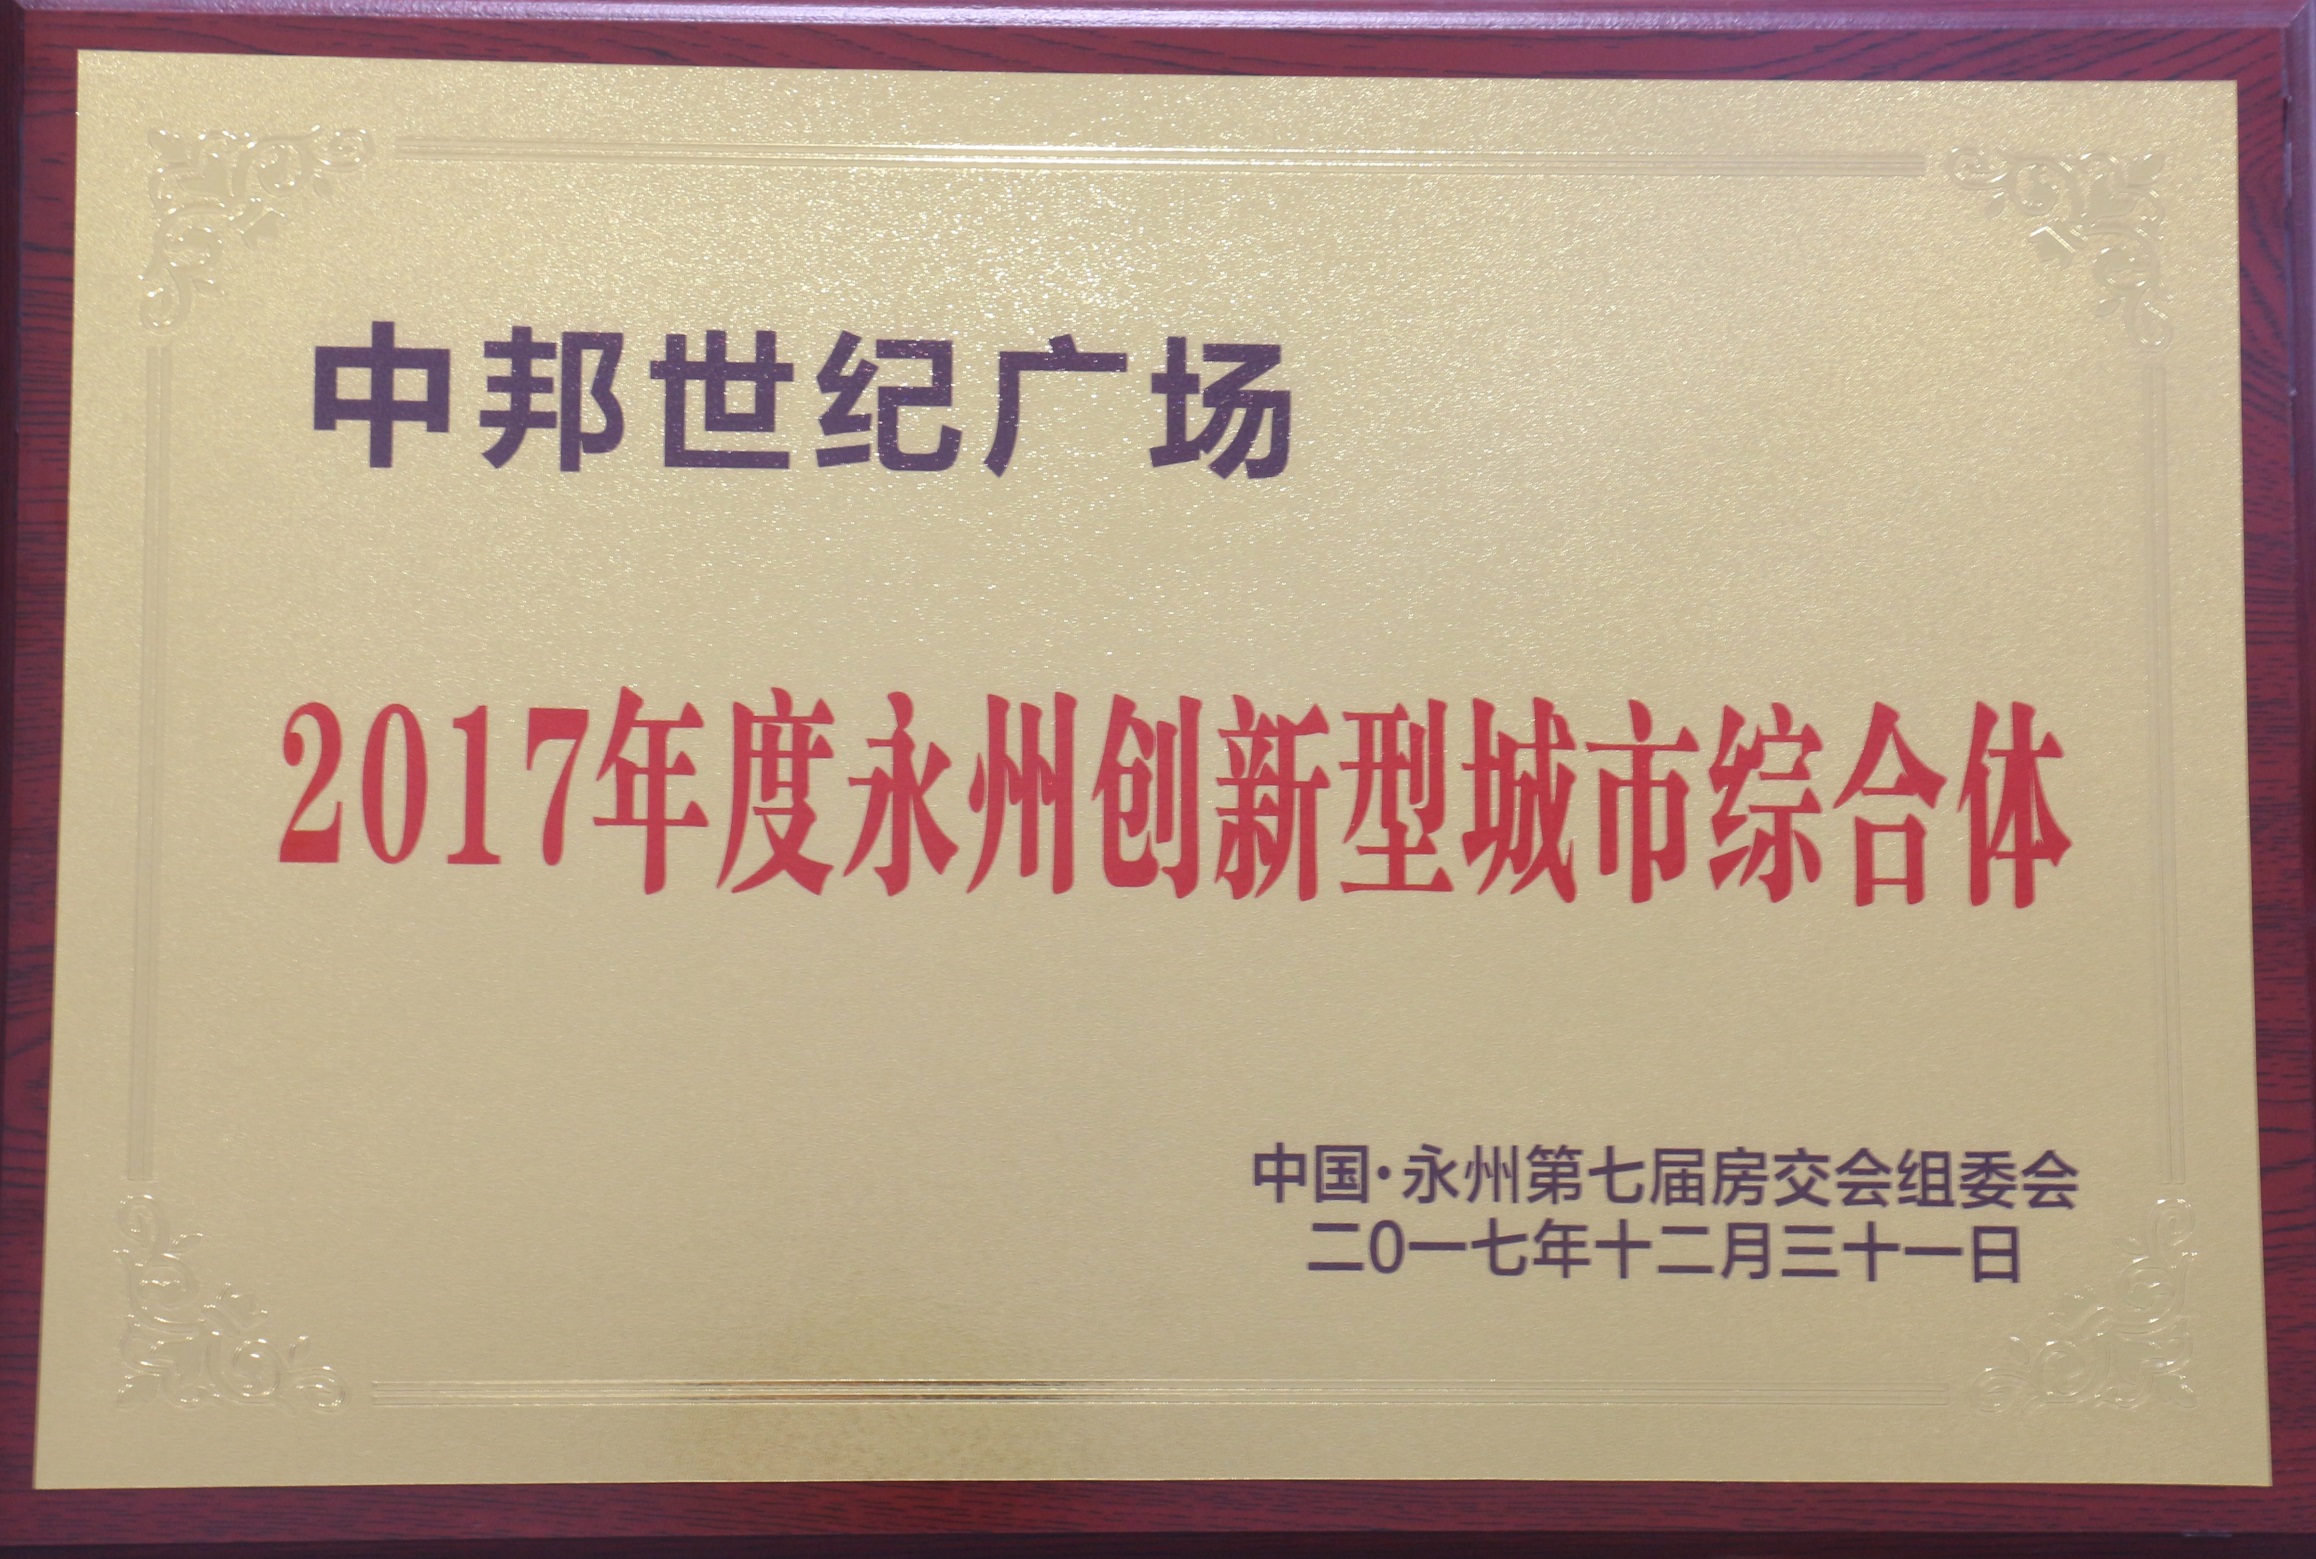 中邦世纪广场
2017年度永州创新型城市综合体
中国·永州第七届房交会组委会
二0一七年十二月三十一日